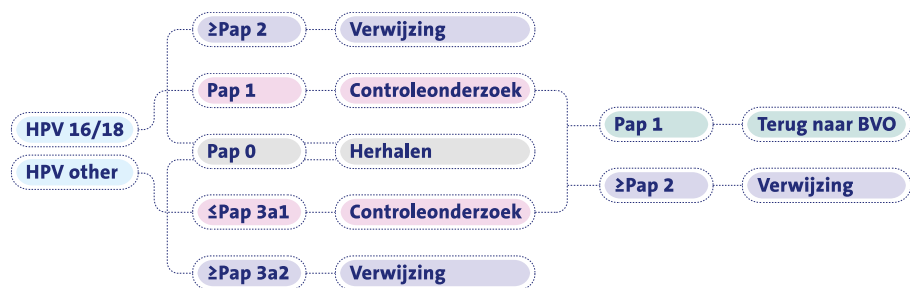 ≥Pap 2
Verwijzing
Pap 1
Controleonderzoek
HPV 16/18
Pap 1
Terug naar BVO
Pap 0
Herhalen
HPV other
≥Pap 2
Verwijzing
≤Pap 3a1
Controleonderzoek
≥Pap 3a2
Verwijzing